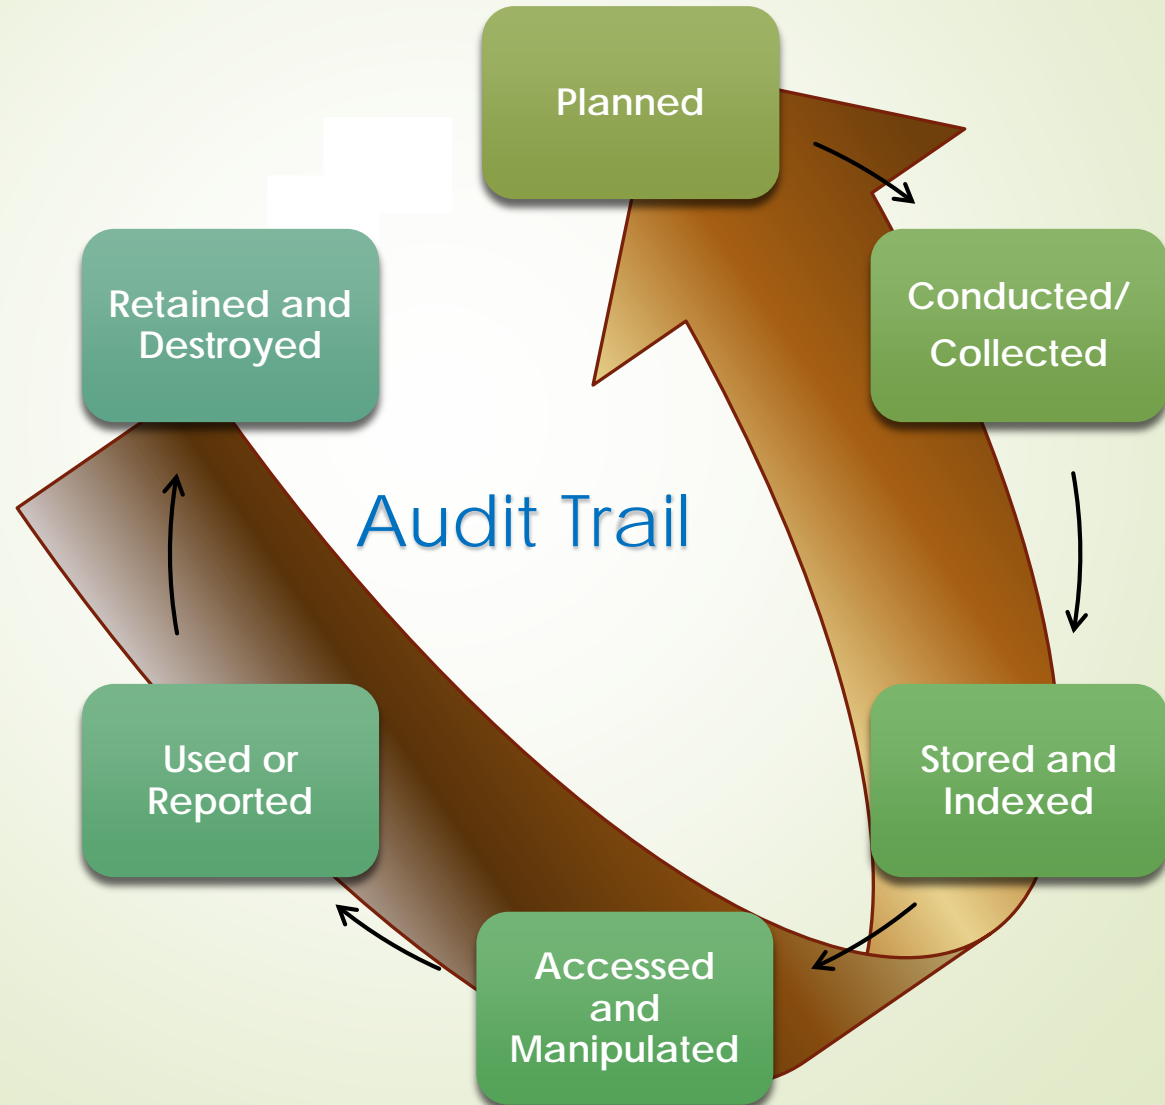 Planned
Conducted/
Collected
Stored and
Indexed
Accessed
and
Manipulated
Used or
Reported
Retained and
Destroyed
Audit Trail